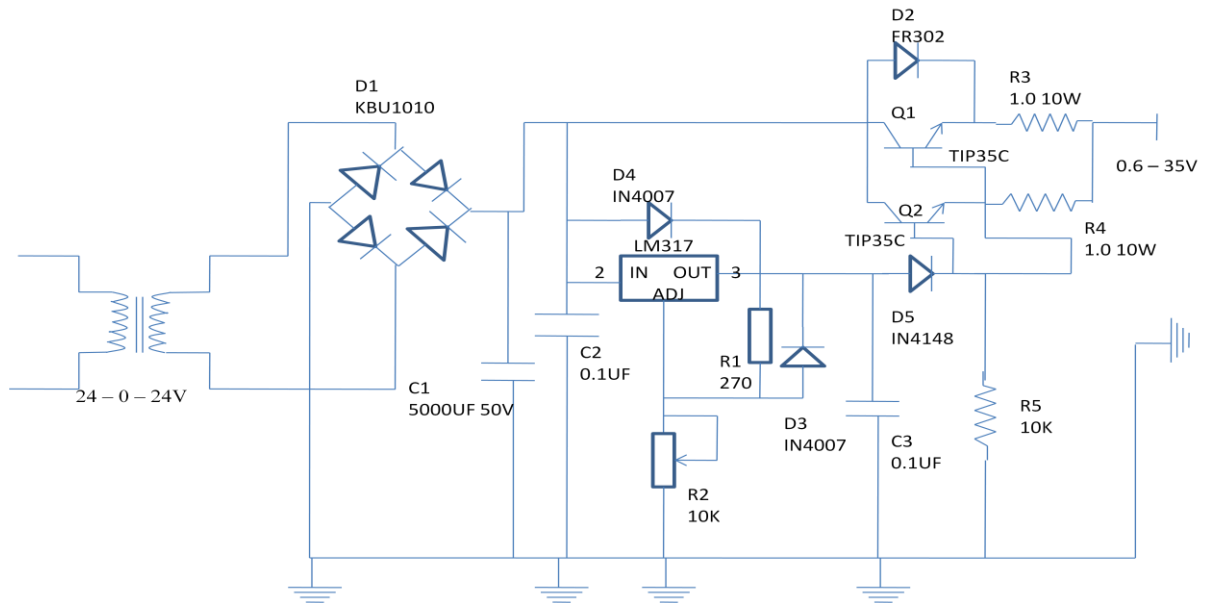 D2
FR302
D1
KBU1010
R3
1.0 10W
Q1
TIP35C
0.6 – 35V
D4
IN4007
Q2
TIP35C
R4
1.0 10W
LM317
2 IN OUT 3
ADJ
D5
IN4148
R1
270
C2
0.1UF
C1
5000UF 50V
24 – 0 – 24V
D3
IN4007
C3
0.1UF
R5
10K
R2
10K